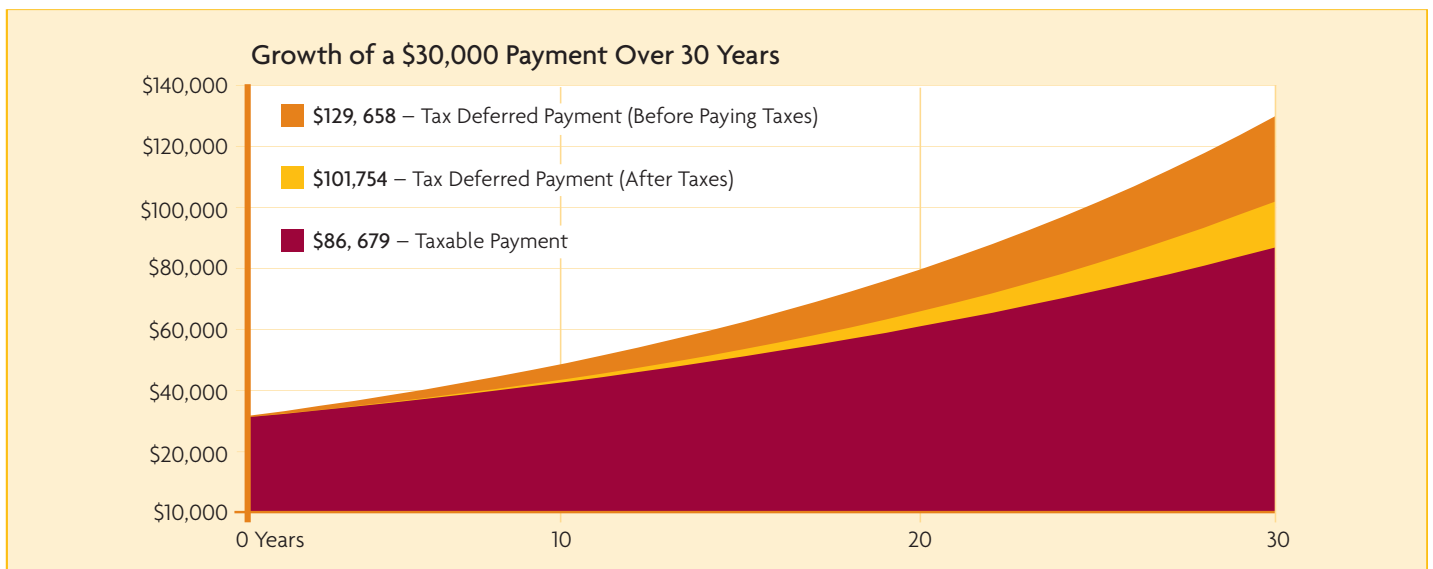 Growth of a $30,000 Payment Over 30 Years
$140,000
$129, 658 – Tax Deferred Payment (Before Paying Taxes)
$120,000
$101,754 – Tax Deferred Payment (After Taxes)
$100,000
$86, 679 – Taxable Payment
$80,000
$60,000
$40,000
$20,000
$10,000
0 Years 10 20 30